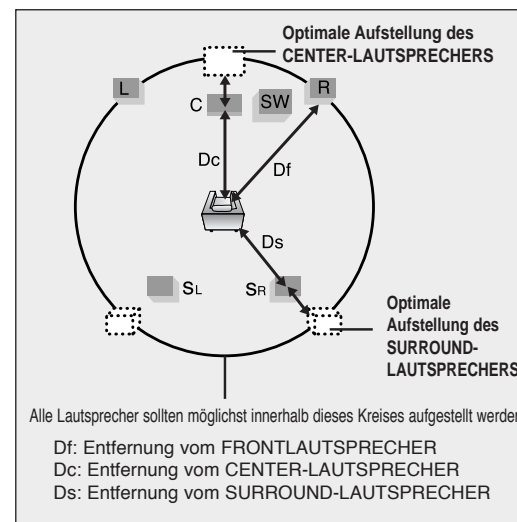 Optimale Aufstellung des
CENTER-LAUTSPRECHERS
L
R
C
SW
Dc
Df
Ds
SL
SR
Optimale
Aufstellung des
SURROUND-
LAUTSPRECHERS
Alle Lautsprecher sollten möglichst innerhalb dieses Kreises aufgestellt werden
Df: Entfernung vom FRONTLAUTSPRECHER
Dc: Entfernung vom CENTER-LAUTSPRECHER
Ds: Entfernung vom SURROUND-LAUTSPRECHER